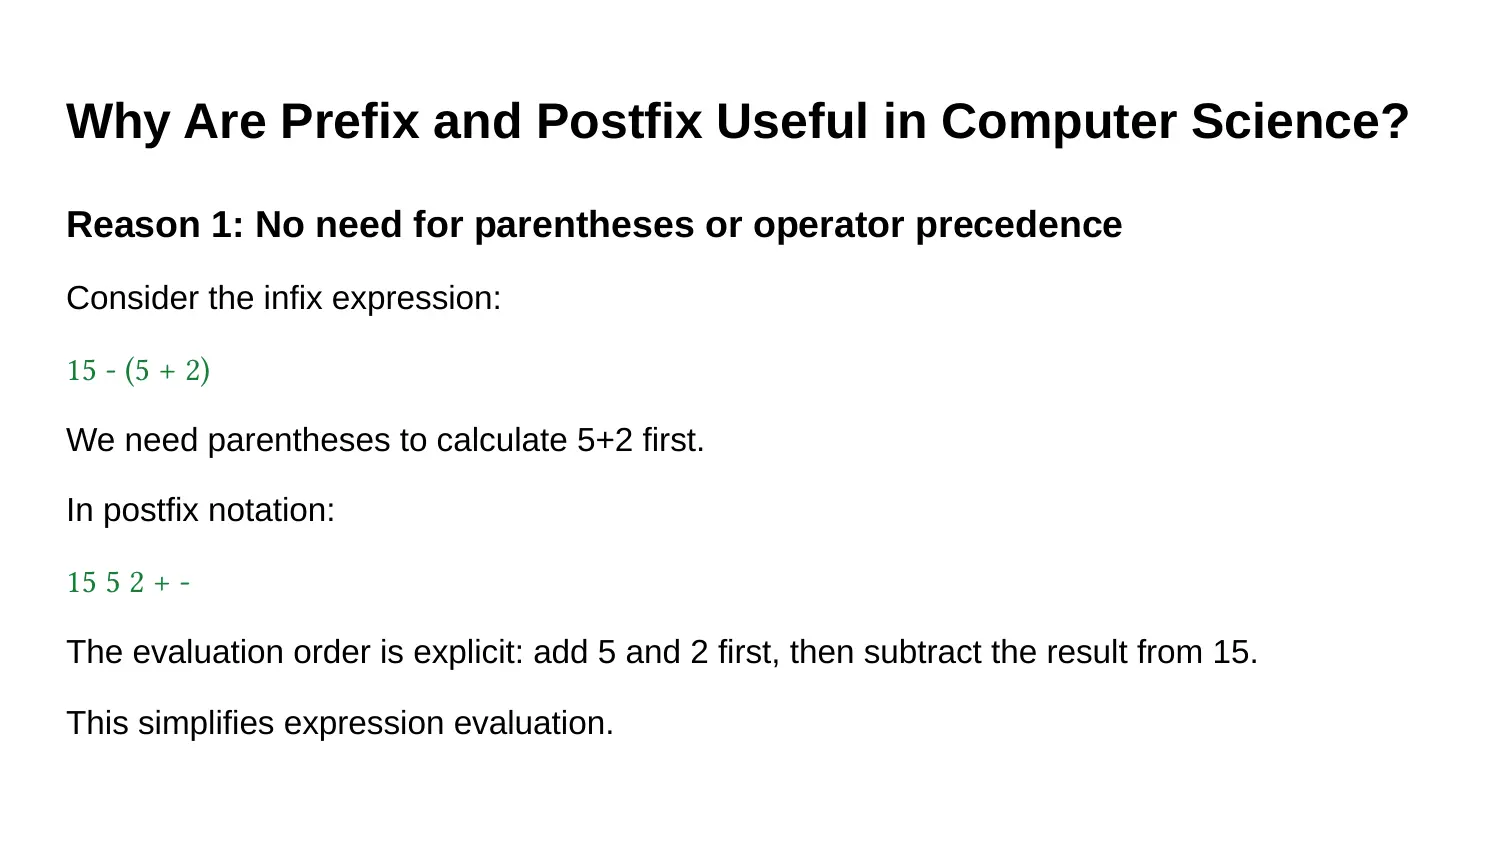 Why Are Prefix and Postfix Useful in Computer Science?
Reason 1: No need for parentheses or operator precedence
Consider the infix expression:
15 - (5 + 2)
We need parentheses to calculate 5+2 first.
In postfix notation:
15 5 2 + -
The evaluation order is explicit: add 5 and 2 first, then subtract the result from 15.
This simplifies expression evaluation.